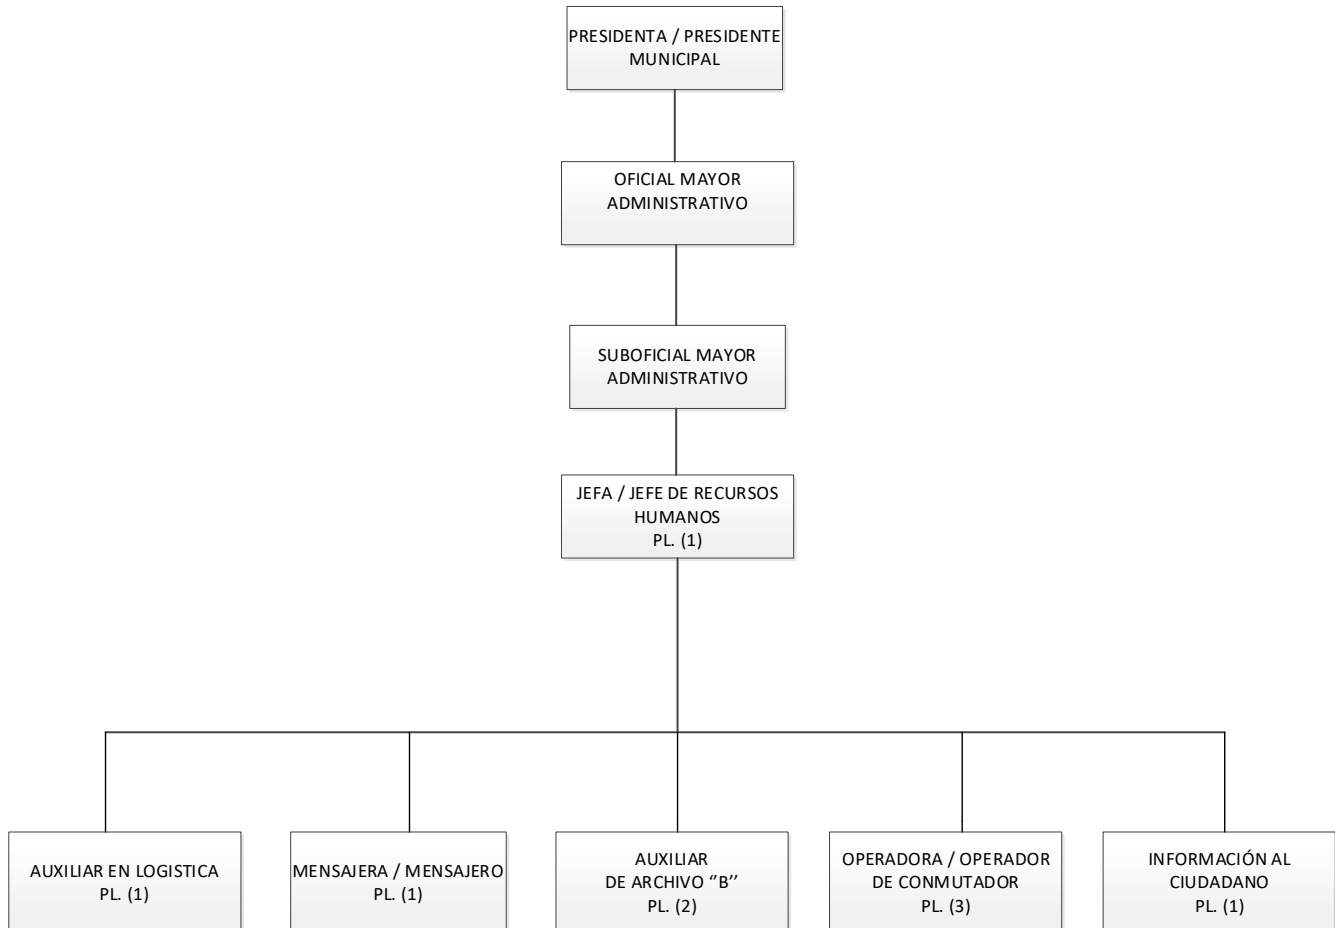 PRESIDENTA / PRESIDENTE
MUNICIPAL
OFICIAL MAYOR
ADMINISTRATIVO
SUBOFICIAL MAYOR
ADMINISTRATIVO
JEFA / JEFE DE RECURSOS
HUMANOS
PL. (1)
AUXILIAR EN LOGISTICA
PL. (1)
MENSAJERA / MENSAJERO
PL. (1)
AUXILIAR
DE ARCHIVO ‘’B’’
PL. (2)
OPERADORA / OPERADOR
DE CONMUTADOR
PL. (3)
INFORMACIÓN AL
CIUDADANO
PL. (1)